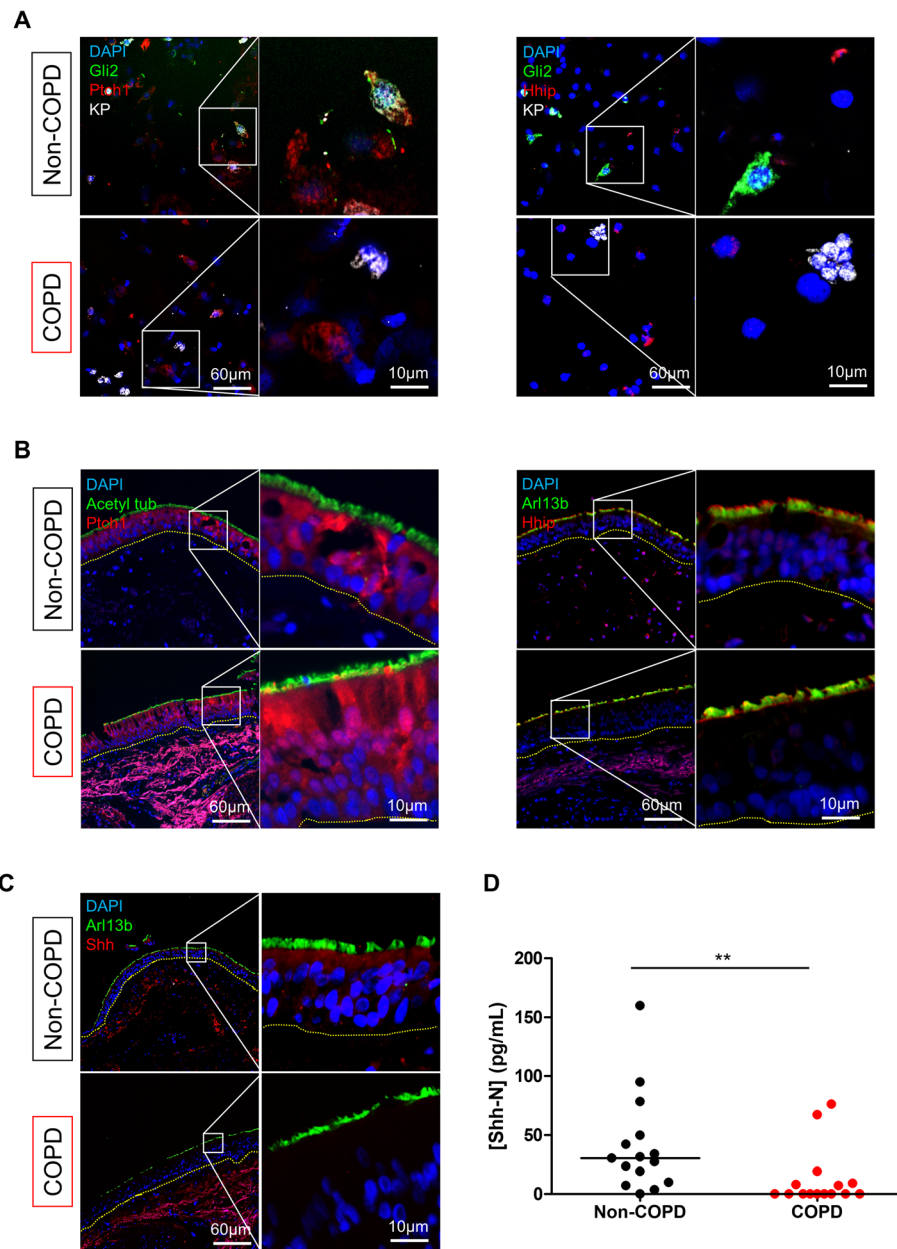 A
Non-COPD
DAPI
Gli2
Ptch1
KP
DAPI
Gli2
Hhip
KP
COPD
60µm
10µm
60µm
10µm
B
Non-COPD
DAPI
Acetyl tub
Ptch1
DAPI
Arl13b
Hhip
COPD
60µm
10µm
60µm
10µm
C
Non-COPD
DAPI
Arl13b
Shh
COPD
60µm
10µm
D
[Shh-N] (pg/mL)
200
150
100
50
0
**
Non-COPD
COPD